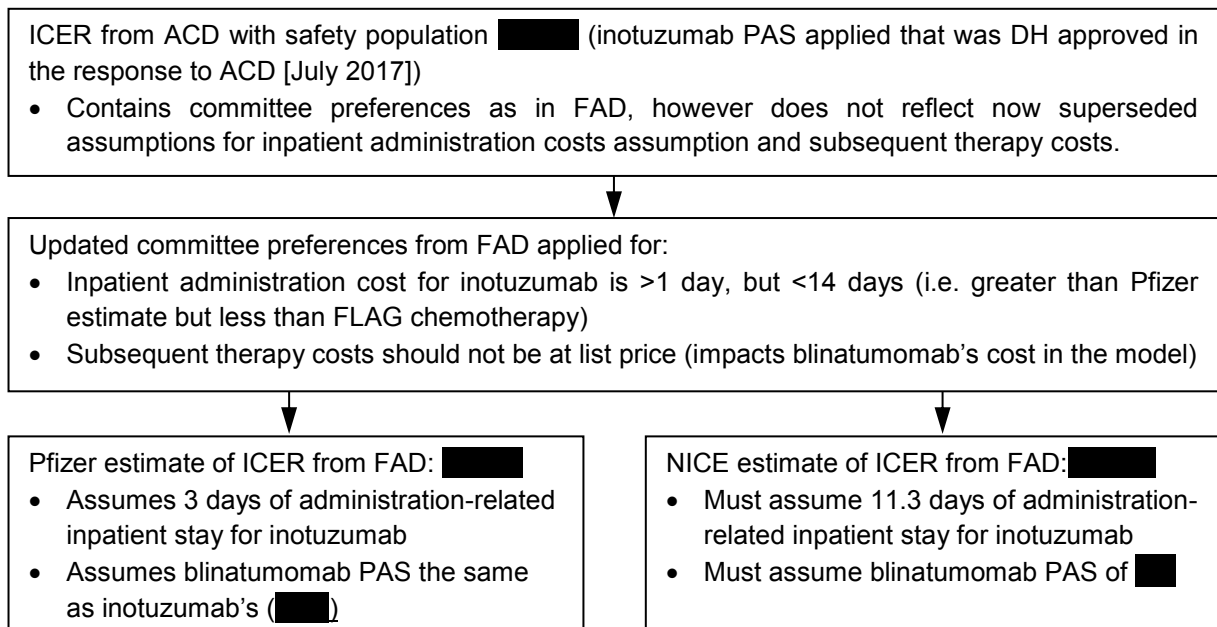 ICER from ACD with safety population (inotuzumab PAS applied that was DH approved in
the response to ACD [July 2017])
• Contains committee preferences as in FAD, however does not reflect now superseded
assumptions for inpatient administration costs assumption and subsequent therapy costs.
Updated committee preferences from FAD applied for:
• Inpatient administration cost for inotuzumab is >1 day, but <14 days (i.e. greater than Pfizer
estimate but less than FLAG chemotherapy)
• Subsequent therapy costs should not be at list price (impacts blinatumomab's cost in the model)
Pfizer estimate of ICER from FAD:
• Assumes 3 days of administration-related
inpatient stay for inotuzumab
• Assumes blinatumomab PAS the same
as inotuzumab's ( )
NICE estimate of ICER from FAD:
• Must assume 11.3 days of administration-
related inpatient stay for inotuzumab
• Must assume blinatumomab PAS of